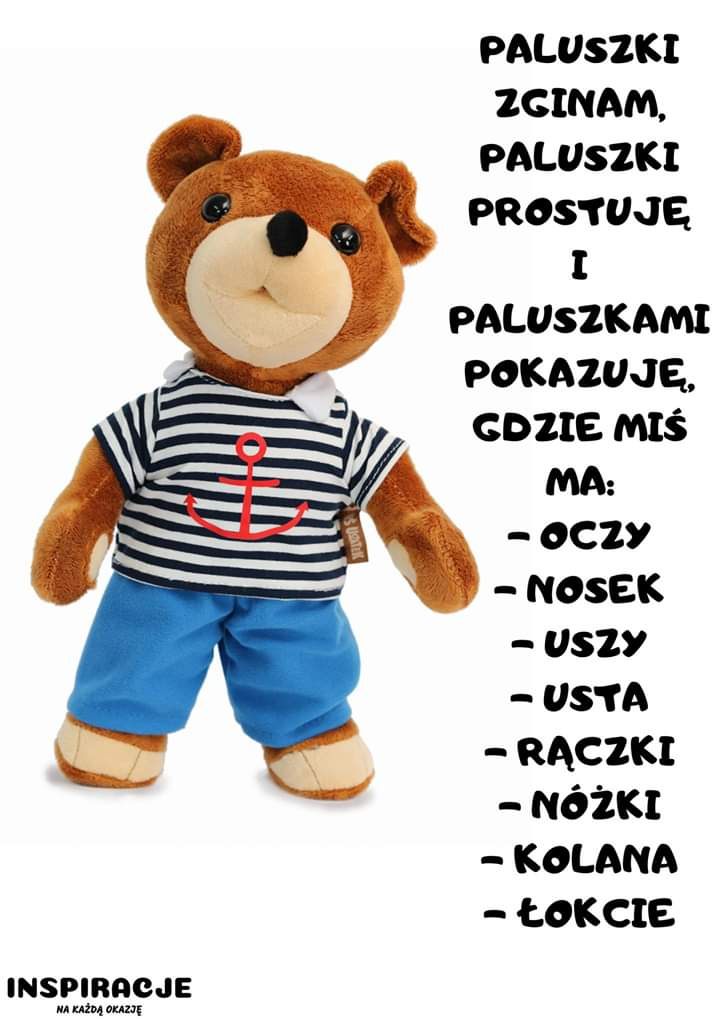 PALUSZKI
ZGINAM,
PALUSZKI
PROSTUJĘ
I
PALUSZKAMI
POKAZUJĘ,
GDZIE MIŚ
MA:
- OCZY
- NOSEK
- USZY
- USTA
- RĄCZKI
- NÓŻKI
- KOLANA
- ŁOKCIE
INSPIRACJE
NA KAŻDĄ OKAZJĘ